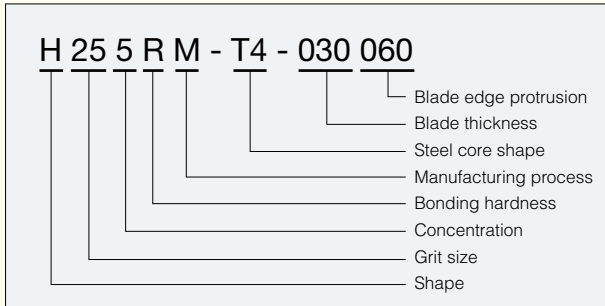 H 25 5 R M - T4 - 030 060
Blade edge protrusion
Blade thickness
Steel core shape
Manufacturing process
Bonding hardness
Concentration
Grit size
Shape